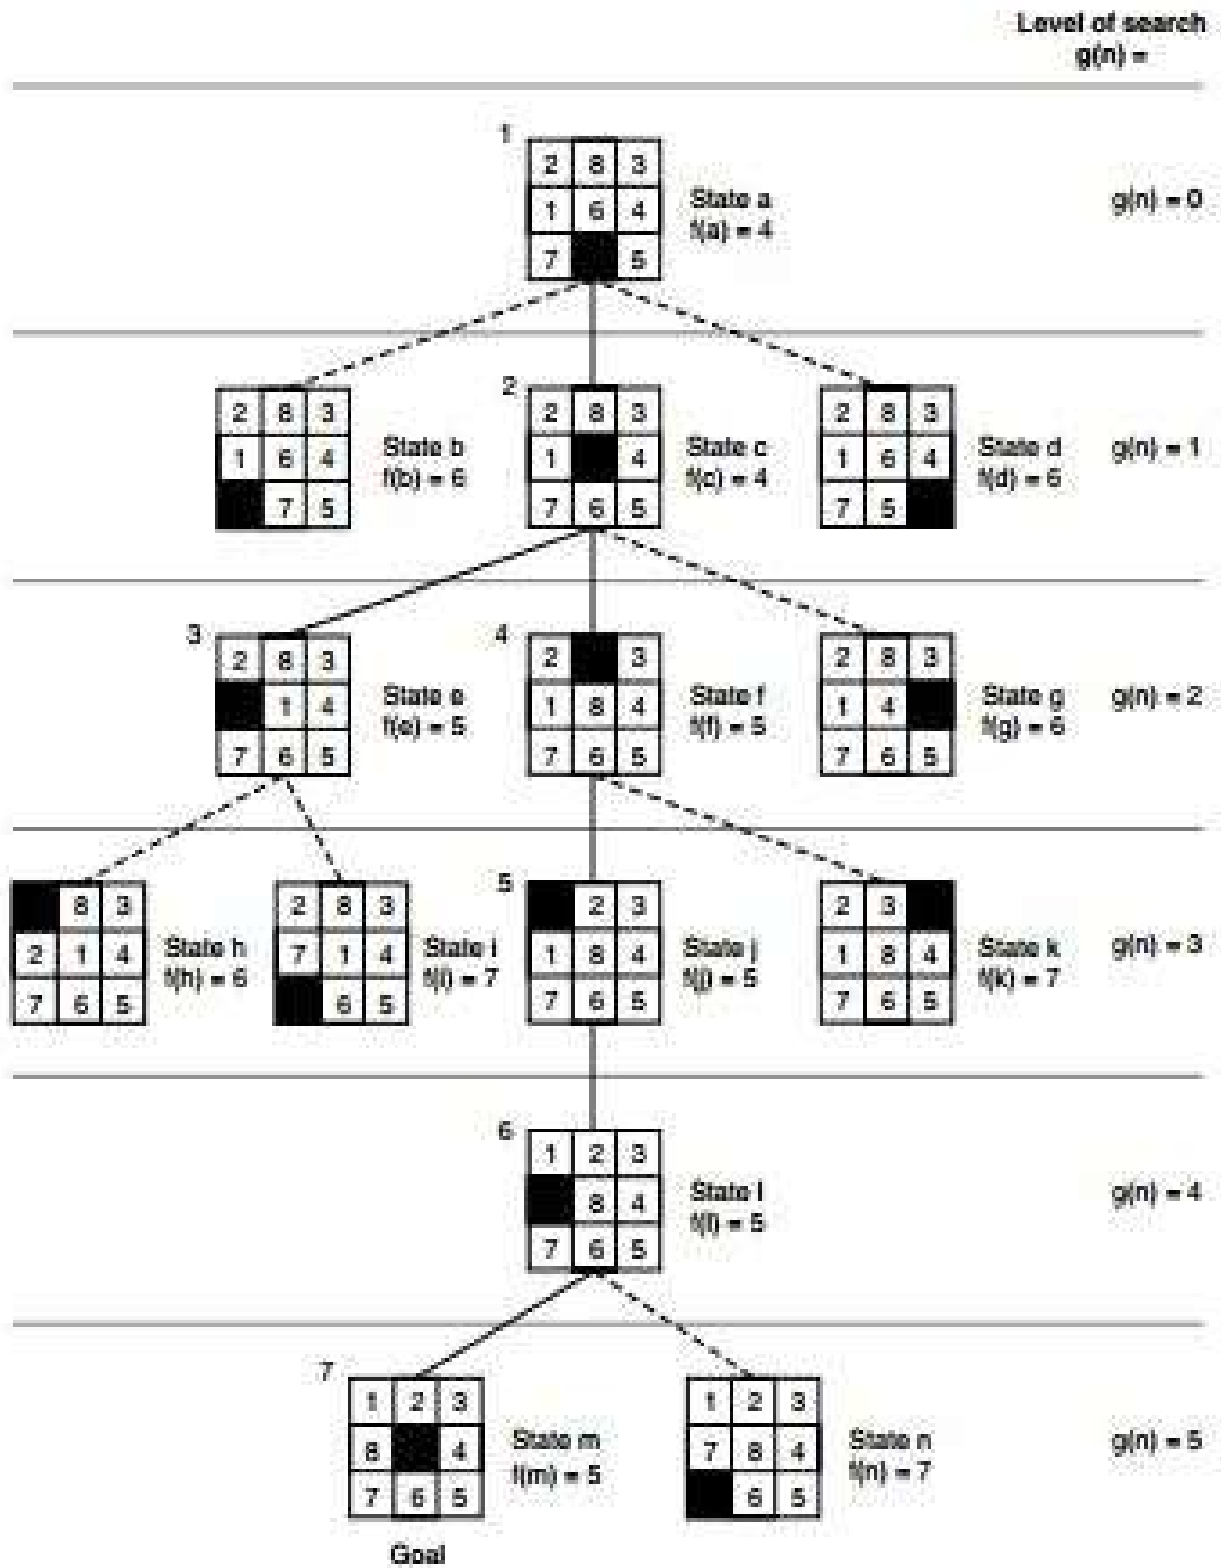 Level of search
g(n) =
1
2 8 3
1 6 4
7 5
State a
f(a) = 4
g(n) = 0
2 8 3
1 6 4
7 5
State b
f(b) = 6
2
2 8 3
1 4
7 6 5
State c
f(c) = 4
2 8 3
1 6 4
7 5
State d
f(d) = 6
g(n) = 1
3
2 8 3
1 4
7 6 5
State e
f(e) = 5
4
2 3
1 8 4
7 6 5
State f
f(f) = 5
2 8 3
1 4
7 6 5
State g
f(g) = 6
g(n) = 2
8 3
2 1 4
7 6 5
State h
f(h) = 6
2 8 3
7 1 4
6 5
State i
f(i) = 7
5
2 3
1 8 4
7 6 5
State j
f(j) = 5
2 3
1 8 4
7 6 5
State k
f(k) = 7
g(n) = 3
6
1 2 3
8 4
7 6 5
State l
f(l) = 5
g(n) = 4
7
1 2 3
8 4
7 6 5
State m
f(m) = 5
Goal
1 2 3
7 8 4
6 5
State n
f(n) = 7
g(n) = 5